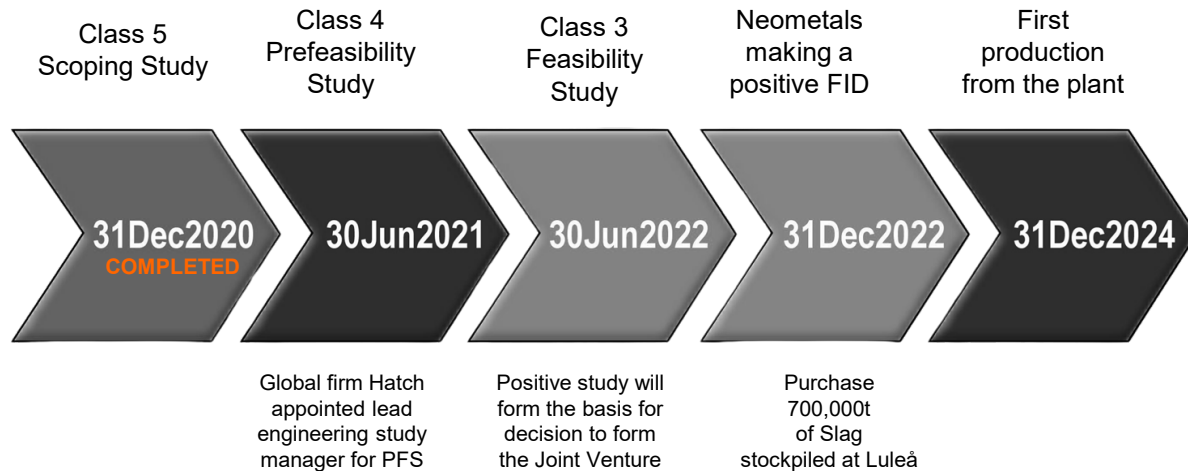 Class 5
Scoping Study
Class 4
Prefeasibility
Study
Class 3
Feasibility
Study
Neometals
making a
positive FID
First
production
from the plant
31Dec2020
COMPLETED
30Jun2021
30Jun2022
31Dec2022
31Dec2024
Global firm Hatch
appointed lead
engineering study
manager for PFS
Positive study will
form the basis for
decision to form
the Joint Venture
Purchase
700,000t
of Slag
stockpiled at Luleå